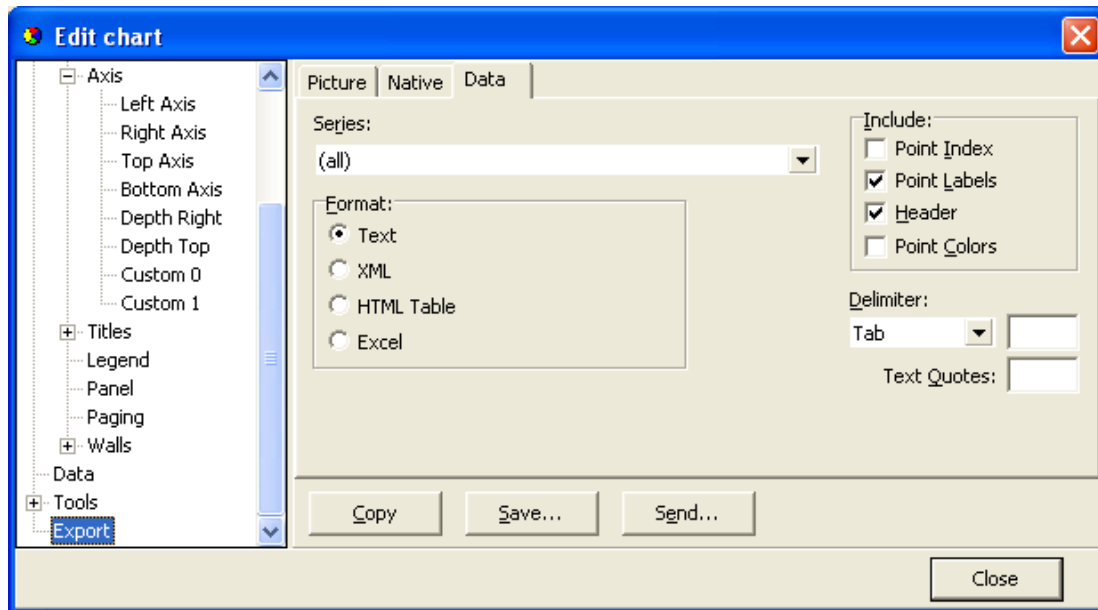 Edit chart
Axis
Left Axis
Right Axis
Top Axis
Bottom Axis
Depth Right
Depth Top
Custom 0
Custom 1
Titles
Legend
Panel
Paging
Walls
Data
Tools
Export
Picture
Native
Data
Series:
(all)
Format:
Text
XML
HTML Table
Excel
Include:
Point Index
Point Labels
Header
Point Colors
Delimiter:
Tab
Text Quotes:
Copy
Save...
Send...
Close